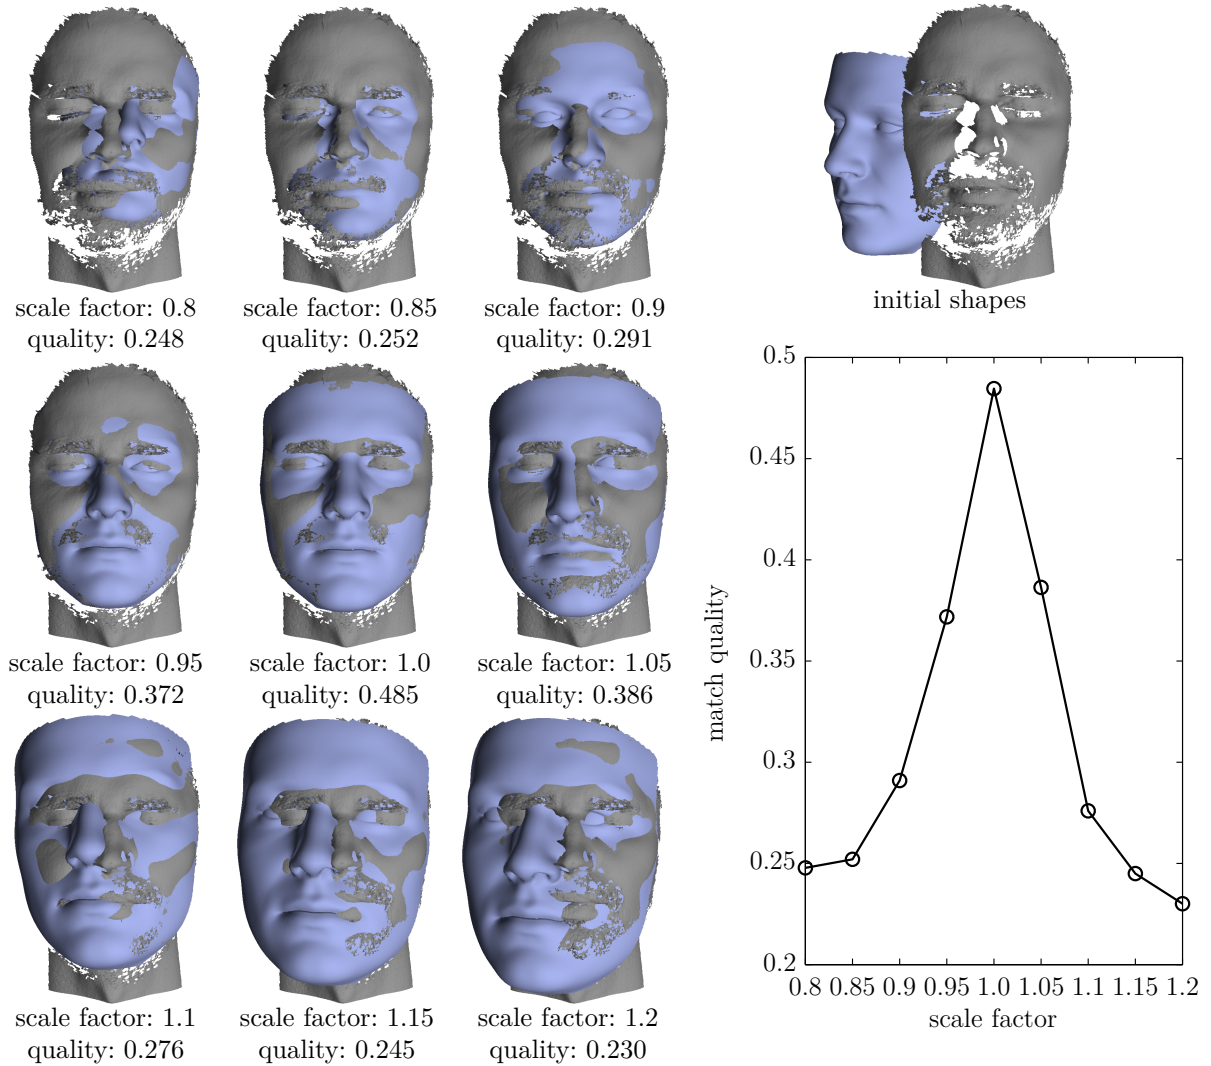 scale factor: 0.8
quality: 0.248
scale factor: 0.85
quality: 0.252
scale factor: 0.9
quality: 0.291
initial shapes
scale factor: 0.95
quality: 0.372
scale factor: 1.0
quality: 0.485
scale factor: 1.05
quality: 0.386
scale factor: 1.1
quality: 0.276
scale factor: 1.15
quality: 0.245
scale factor: 1.2
quality: 0.230
match quality
0.5
0.45
0.4
0.35
0.3
0.25
0.2
0.8 0.85 0.9 0.95 1.0 1.05 1.1 1.15 1.2
scale factor